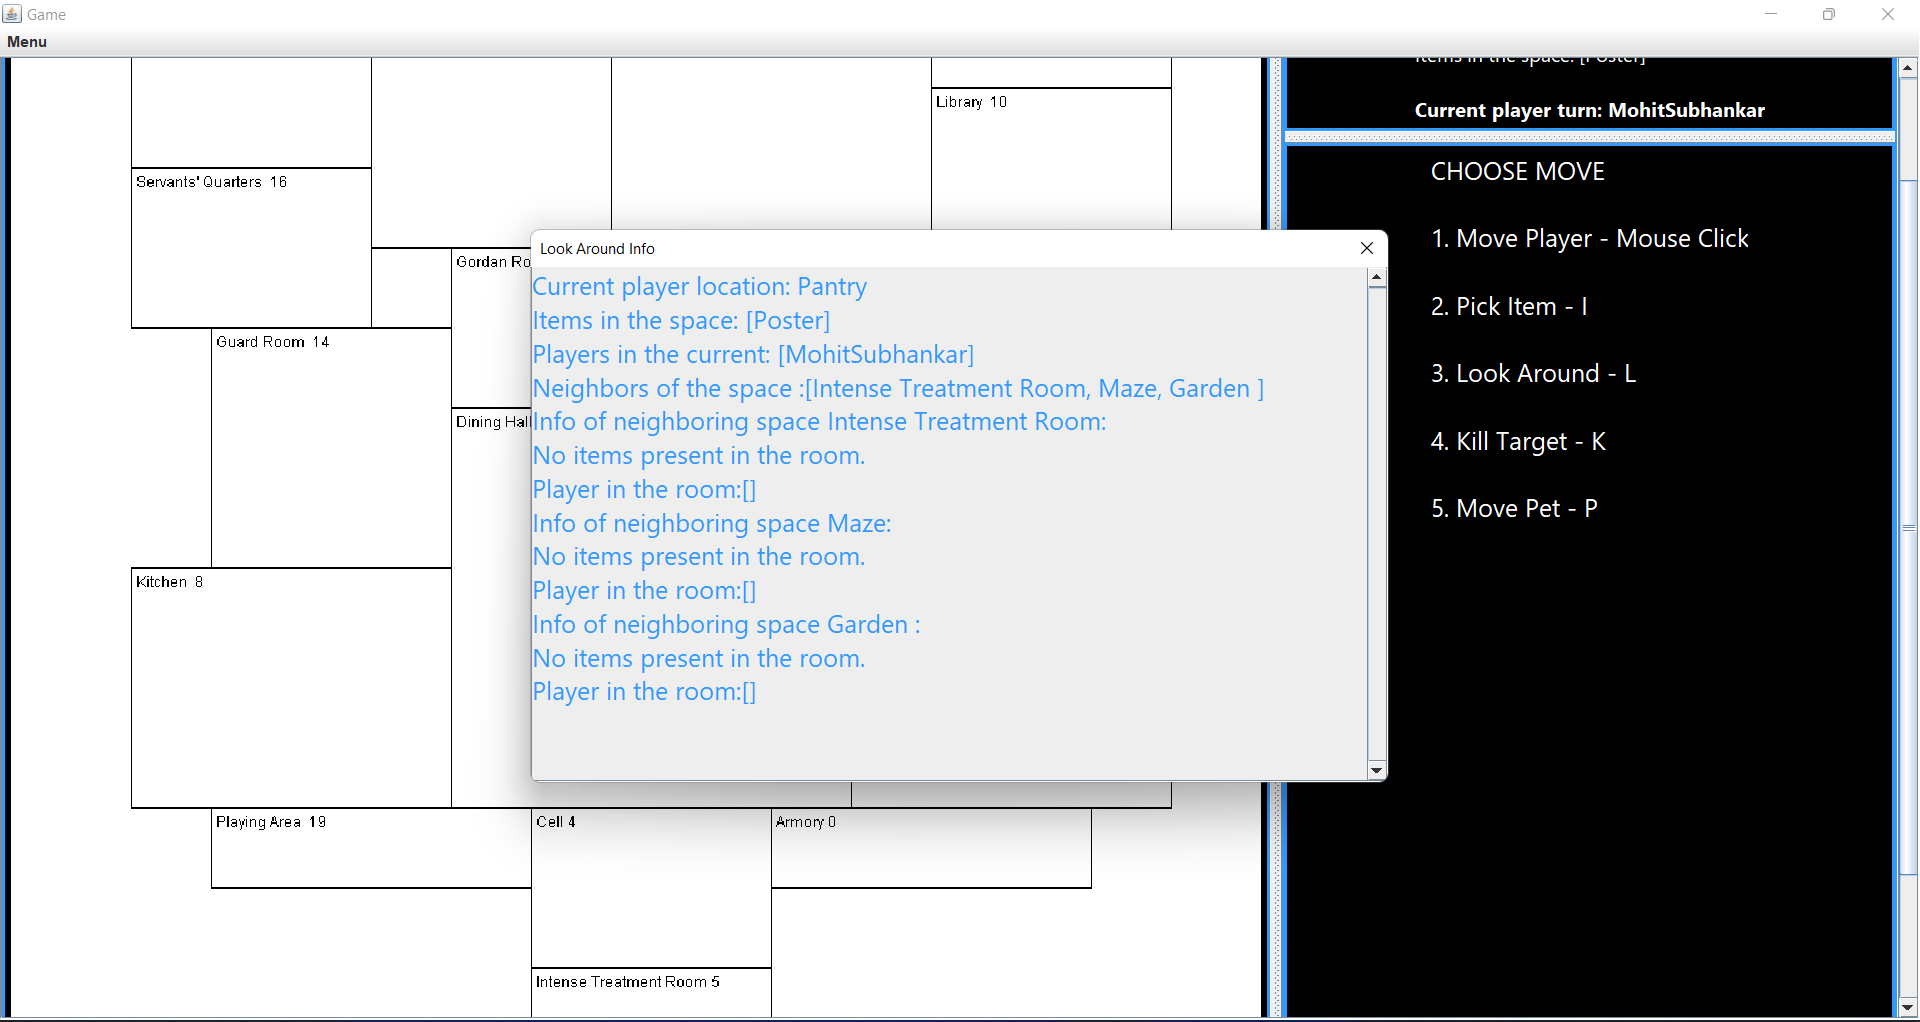 Game
Menu
Items in the space: [Poster]
Current player turn: MohitSubhankar
Library 10
Servants' Quarters 16
Gordan Ro
Guard Room 14
Dining Hall
Kitchen 8
Playing Area 19
Cell 4
Armory 0
Intense Treatment Room 5
Look Around Info
Current player location: Pantry
Items in the space: [Poster]
Players in the current: [MohitSubhankar]
Neighbors of the space :[Intense Treatment Room, Maze, Garden ]
Info of neighboring space Intense Treatment Room:
No items present in the room.
Player in the room:[]
Info of neighboring space Maze:
No items present in the room.
Player in the room:[]
Info of neighboring space Garden :
No items present in the room.
Player in the room:[]
CHOOSE MOVE
1. Move Player - Mouse Click
2. Pick Item - I
3. Look Around - L
4. Kill Target - K
5. Move Pet - P